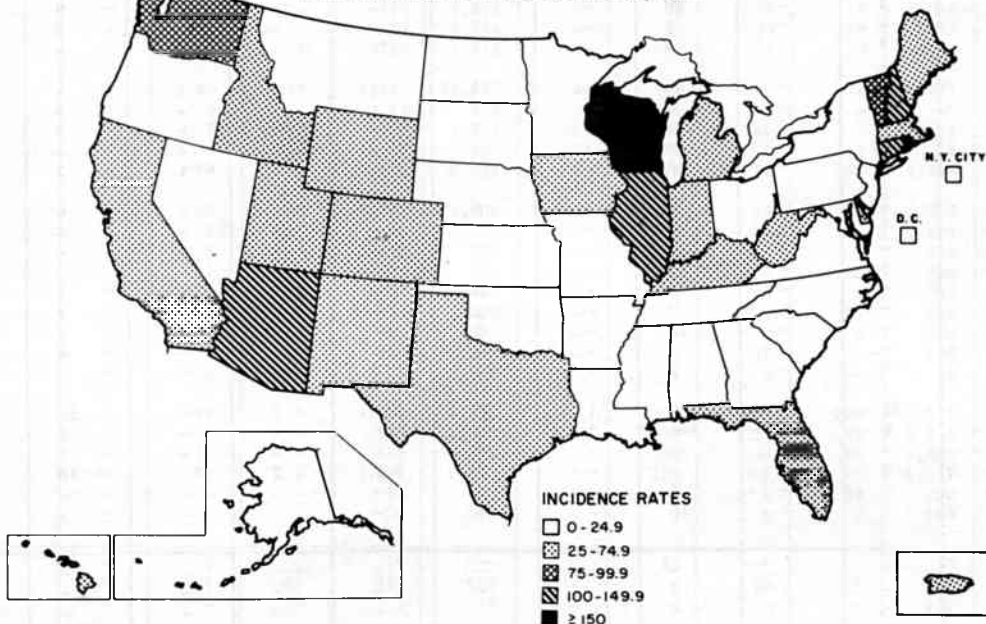 N.Y. CITY
D.C.
INCIDENCE RATES
0-24.9
25-74.9
75-99.9
100-149.9
≥150